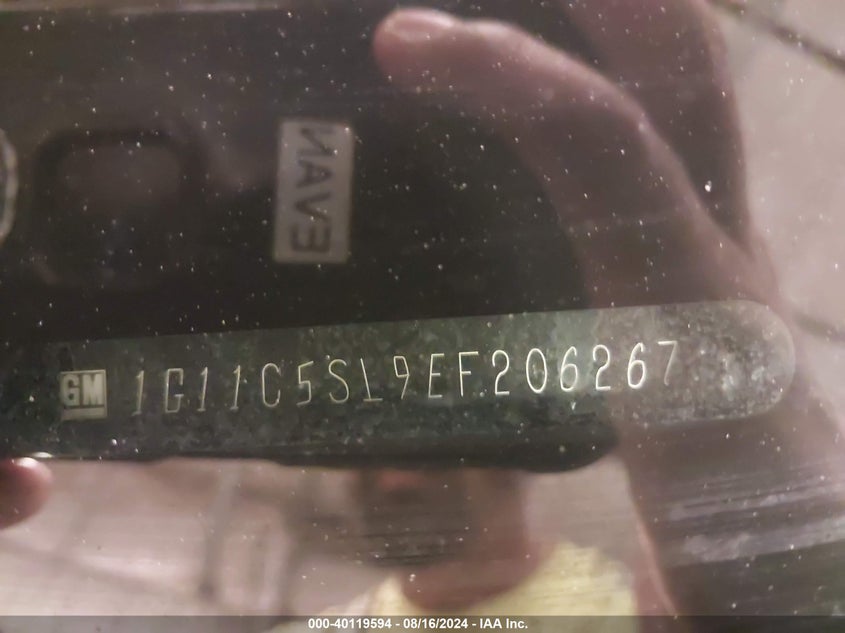 EVAN
GM 1G11C5SL9EF206267
000-40119594 - 08/16/2024 - IAA Inc.